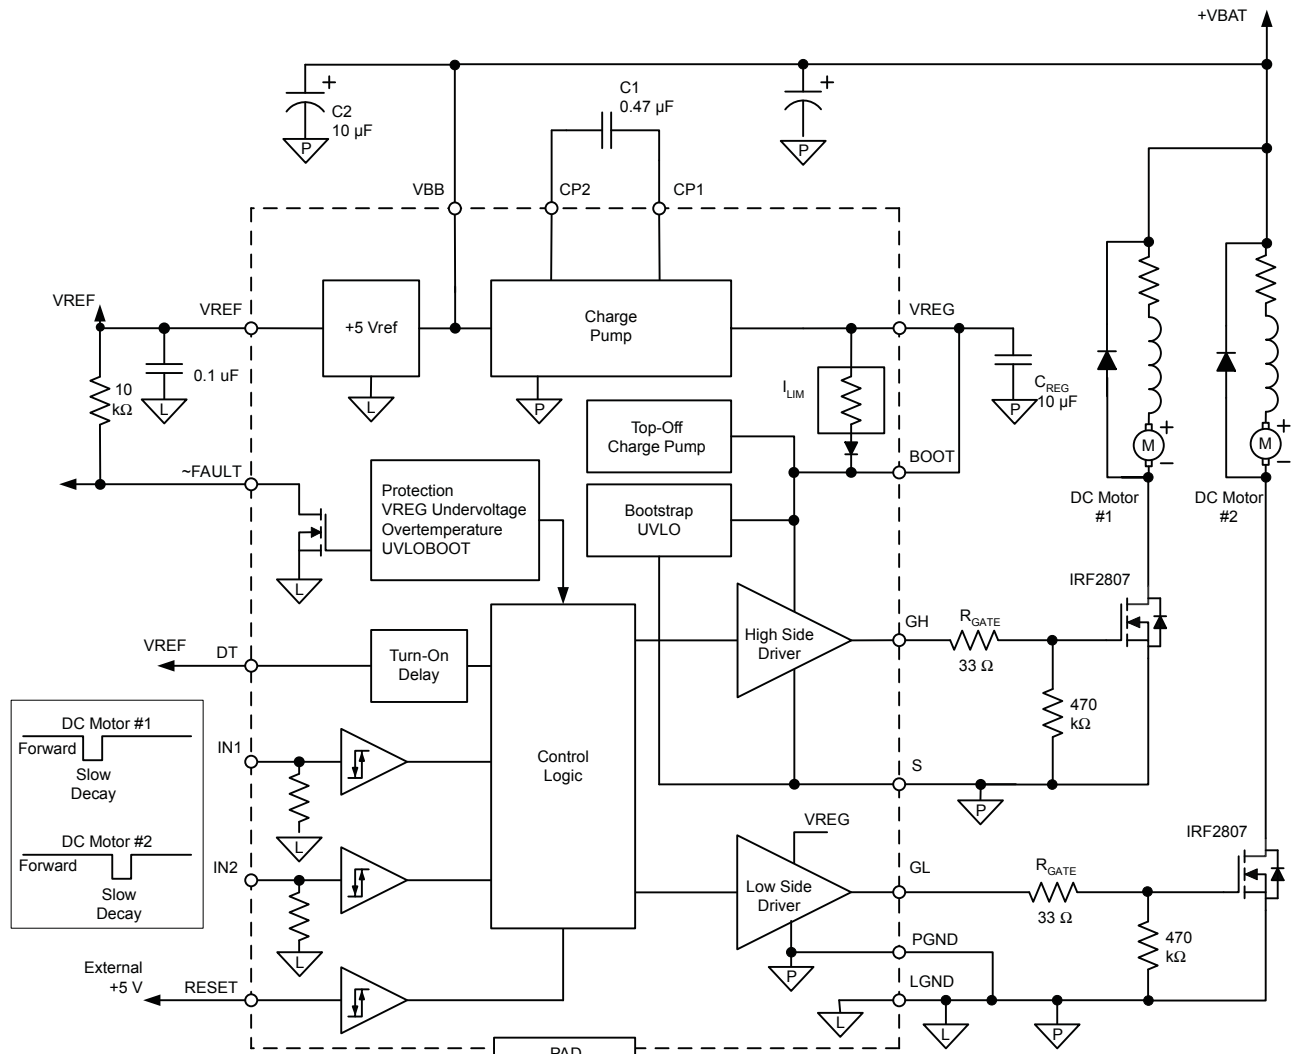 +VBAT
C1
0.47 µF
+
C2
10 µF
P
+
P
VBB
CP2
CP1
VREF
VREF
+5 Vref
Charge
Pump
VREG
10
kΩ
0.1 uF
L
L
P
I LIM
C REG
10 µF
P
Top-Off
Charge Pump
BOOT
+
M
–
+
M
–
DC Motor
#1
DC Motor
#2
~FAULT
Protection
VREG Undervoltage
Overtemperature
UVLOBOOT
Bootstrap
UVLO
L
IRF2807
VREF
DT
Turn-On
Delay
High Side
Driver
GH
R GATE
33 Ω
470
kΩ
DC Motor #1
Forward
Slow
Decay
DC Motor #2
Forward
Slow
Decay
IN1
L
Control
Logic
S
P
IN2
L
VREG
Low Side
Driver
P
GL
R GATE
33 Ω
IRF2807
470
kΩ
PGND
External
+5 V
RESET
LGND
L
L
P
PAD